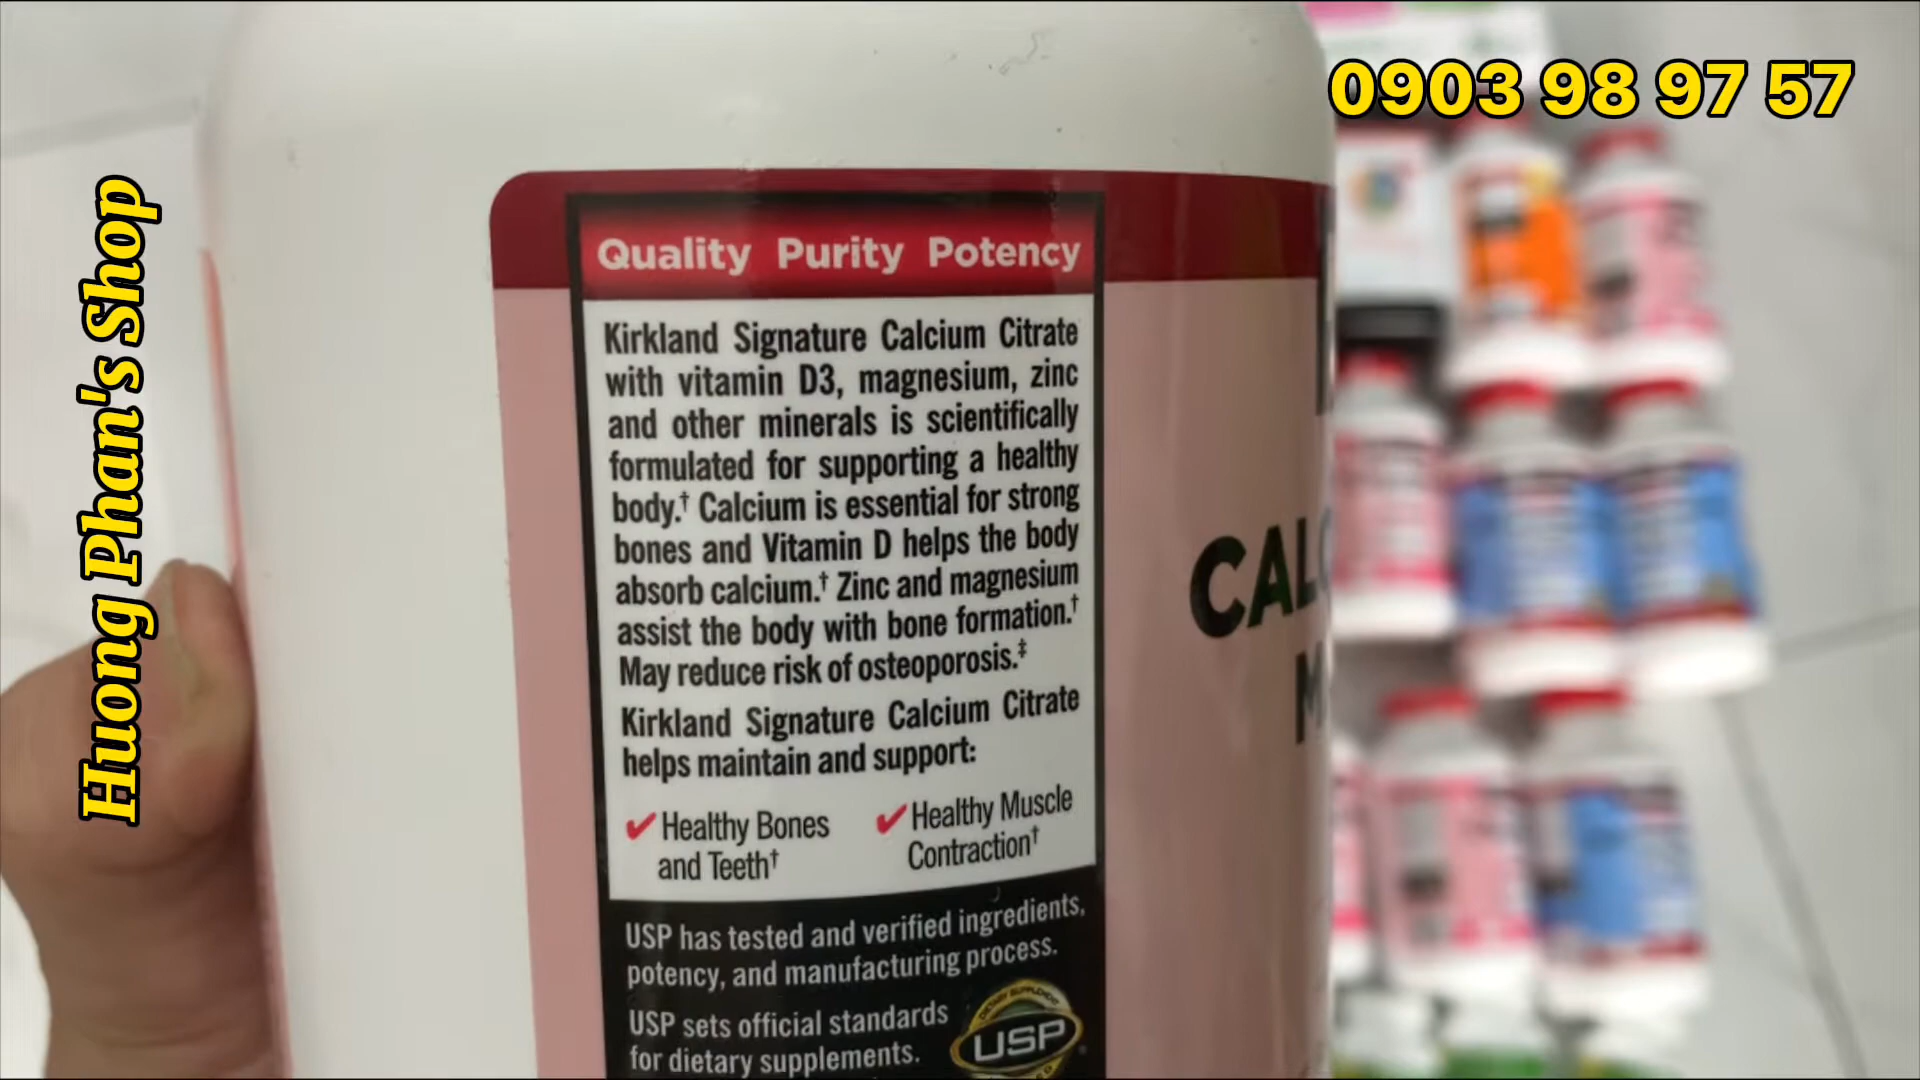 0903 98 97 57
Huong Phan's Shop
Quality Purity Potency
Kirkland Signature Calcium Citrate
with vitamin D3, magnesium, zinc
and other minerals is scientifically
formulated for supporting a healthy
body.† Calcium is essential for strong
bones and Vitamin D helps the body
absorb calcium.† Zinc and magnesium
assist the body with bone formation.†
May reduce risk of osteoporosis.‡
Kirkland Signature Calcium Citrate
helps maintain and support:
✔Healthy Bones
and Teeth†
✔Healthy Muscle
Contraction†
USP has tested and verified ingredients,
potency, and manufacturing process.
USP sets official standards
for dietary supplements.
DIETARY SUPPLEMENT
USP